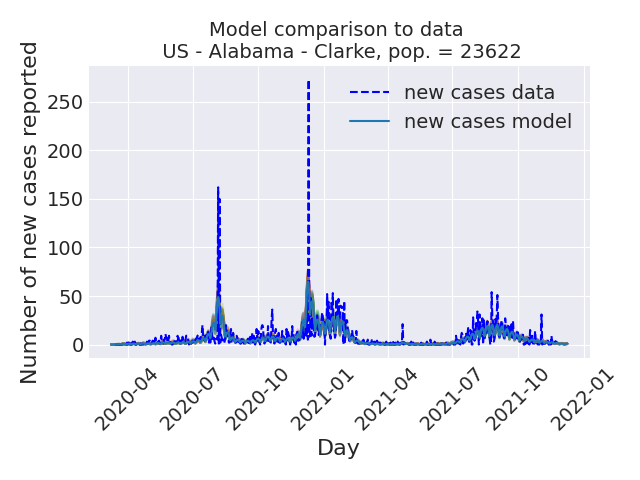 Model comparison to data
US - Alabama - Clarke, pop. = 23622
Number of new cases reported
250
200
150
100
50
0
new cases data
new cases model
2020-04
2020-07
2020-10
2021-01
2021-04
2021-07
2021-10
2022-01
Day